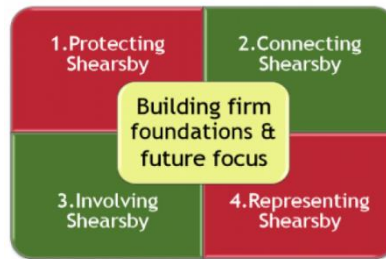 1.Protecting
Shearsby
2.Connecting
Shearsby
Building firm
foundations &
future focus
3.Involving
Shearsby
4.Representing
Shearsby